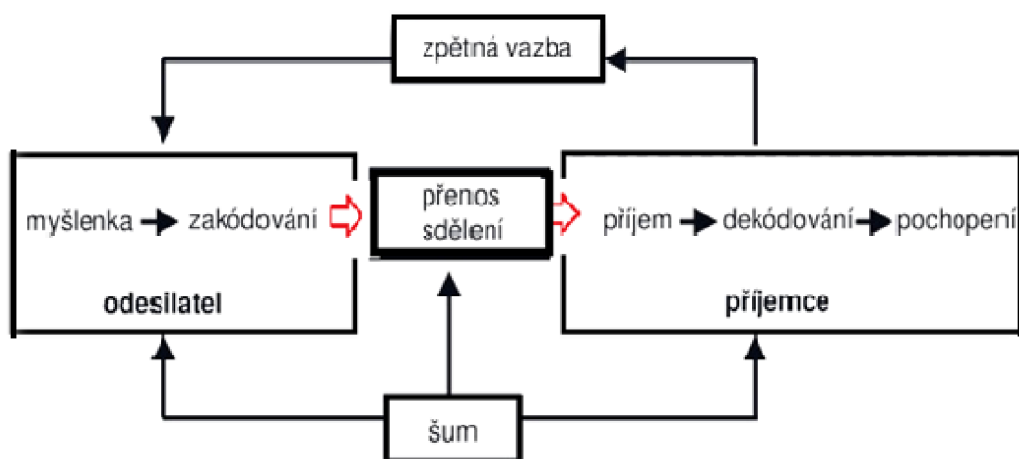 zpětná vazba
myšlenka
zakódování
přenos
sdělení
příjem
dekódování
pochopení
odesilatel
příjemce
šum